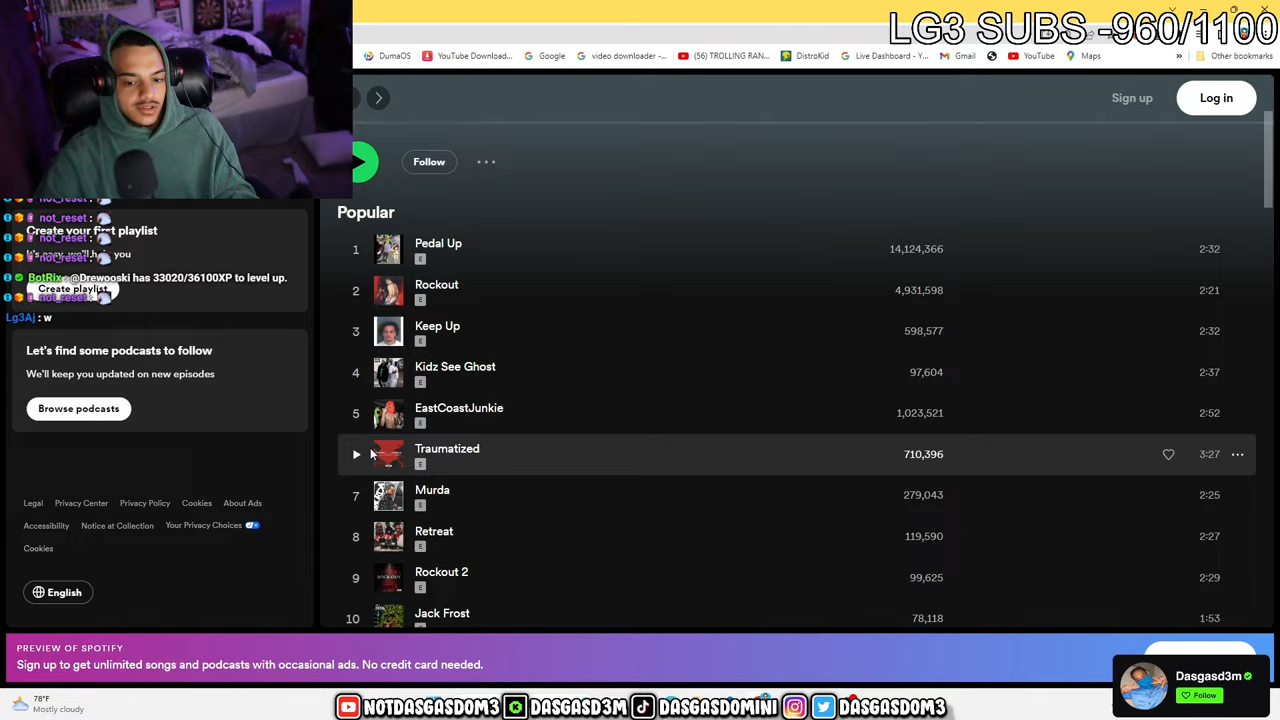 LG3 SUBS -960/1100
DumaOS
YouTube Download...
Google
video downloader -...
(56) TROLLING RAN...
DistroKid
Live Dashboard - Y...
Gmail
YouTube
Maps
»
Other bookmarks
Sign up
Log in
Follow
Popular
1 Pedal Up 14,124,366 2:32
E
2 Rockout 4,931,598 2:21
E
3 Keep Up 598,577 2:32
E
4 Kidz See Ghost 97,604 2:37
E
5 EastCoastJunkie 1,023,521 2:52
E
Traumatized 710,396 3:27
E
7 Murda 279,043 2:25
E
8 Retreat 119,590 2:27
E
9 Rockout 2 99,625 2:29
E
10 Jack Frost 78,118 1:53
not_reset :
not_reset :
Create your first playlist
not_reset :
you
not_reset :
BotRix : @Drewooski has 33020/36100XP to level up.
Create playlist
not_reset :
Lg3Aj : w
Let's find some podcasts to follow
We'll keep you updated on new episodes
Browse podcasts
Legal Privacy Center Privacy Policy Cookies About Ads
Accessibility Notice at Collection Your Privacy Choices
Cookies
English
PREVIEW OF SPOTIFY
Sign up to get unlimited songs and podcasts with occasional ads. No credit card needed.
Dasgasd3m
Follow
78°F
Mostly cloudy
NOTDASGASDOM3
DASGASD3M
DASGASDOMINI
DASGASDOM3